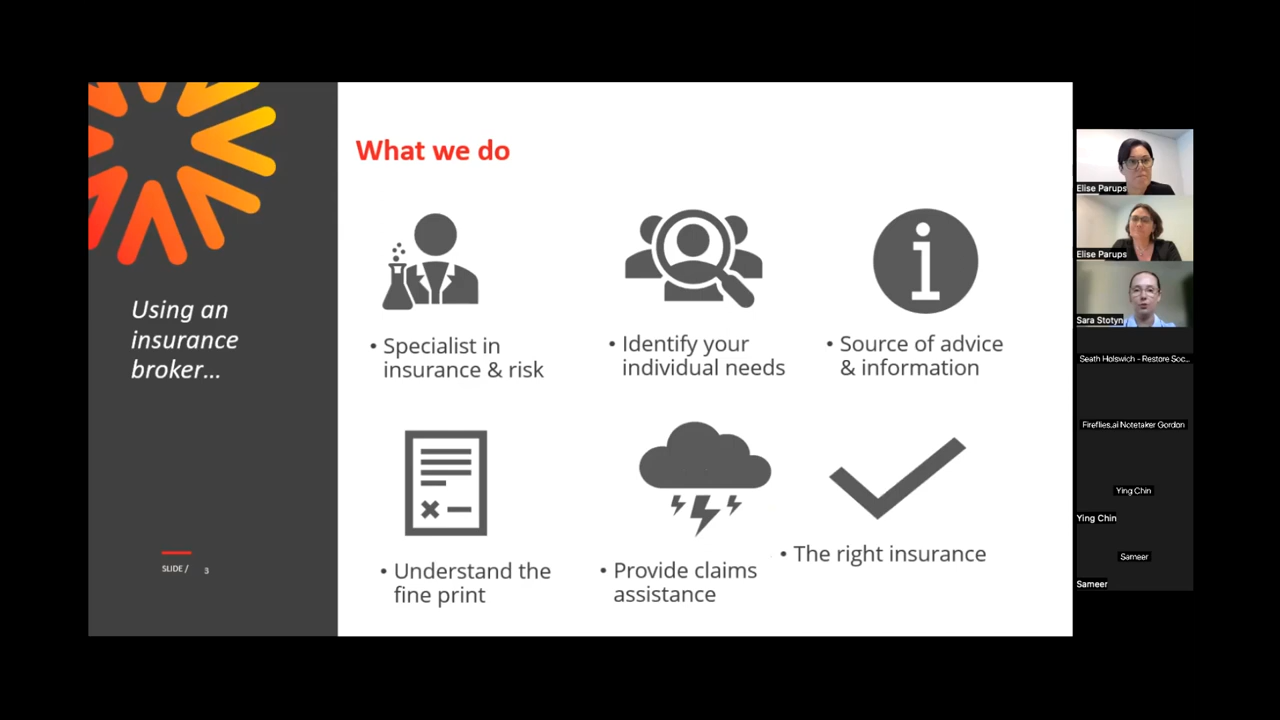 What we do
Using an
insurance
broker...
• Specialist in
insurance & risk
• Identify your
individual needs
• Source of advice
& information
• Understand the
fine print
• Provide claims
assistance
• The right insurance
SLIDE / 3
Elise Parups
Elise Parups
Sara Stotyn
Seath Holswich - Restore Soc...
Fireflies.ai Notetaker Gordon
Ying Chin
Ying Chin
Sameer
Sameer